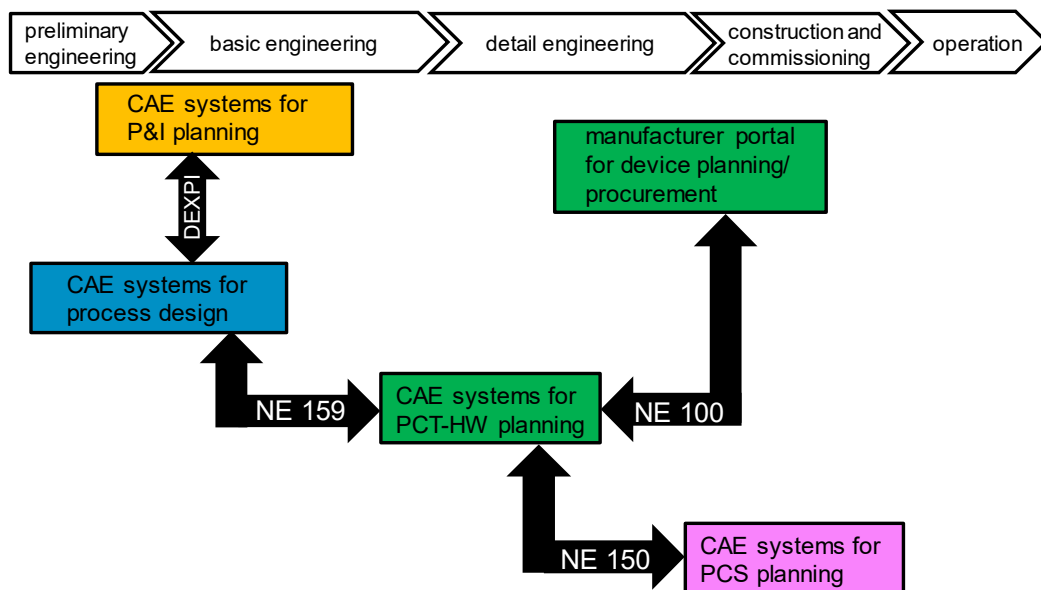 preliminary
engineering
basic engineering
detail engineering
construction and
commissioning
operation
CAE systems for
P&I planning
manufacturer portal
for device planning/
procurement
DEXPI
CAE systems for
process design
CAE systems for
PCT-HW planning
NE 159
NE 100
NE 150
CAE systems for
PCS planning